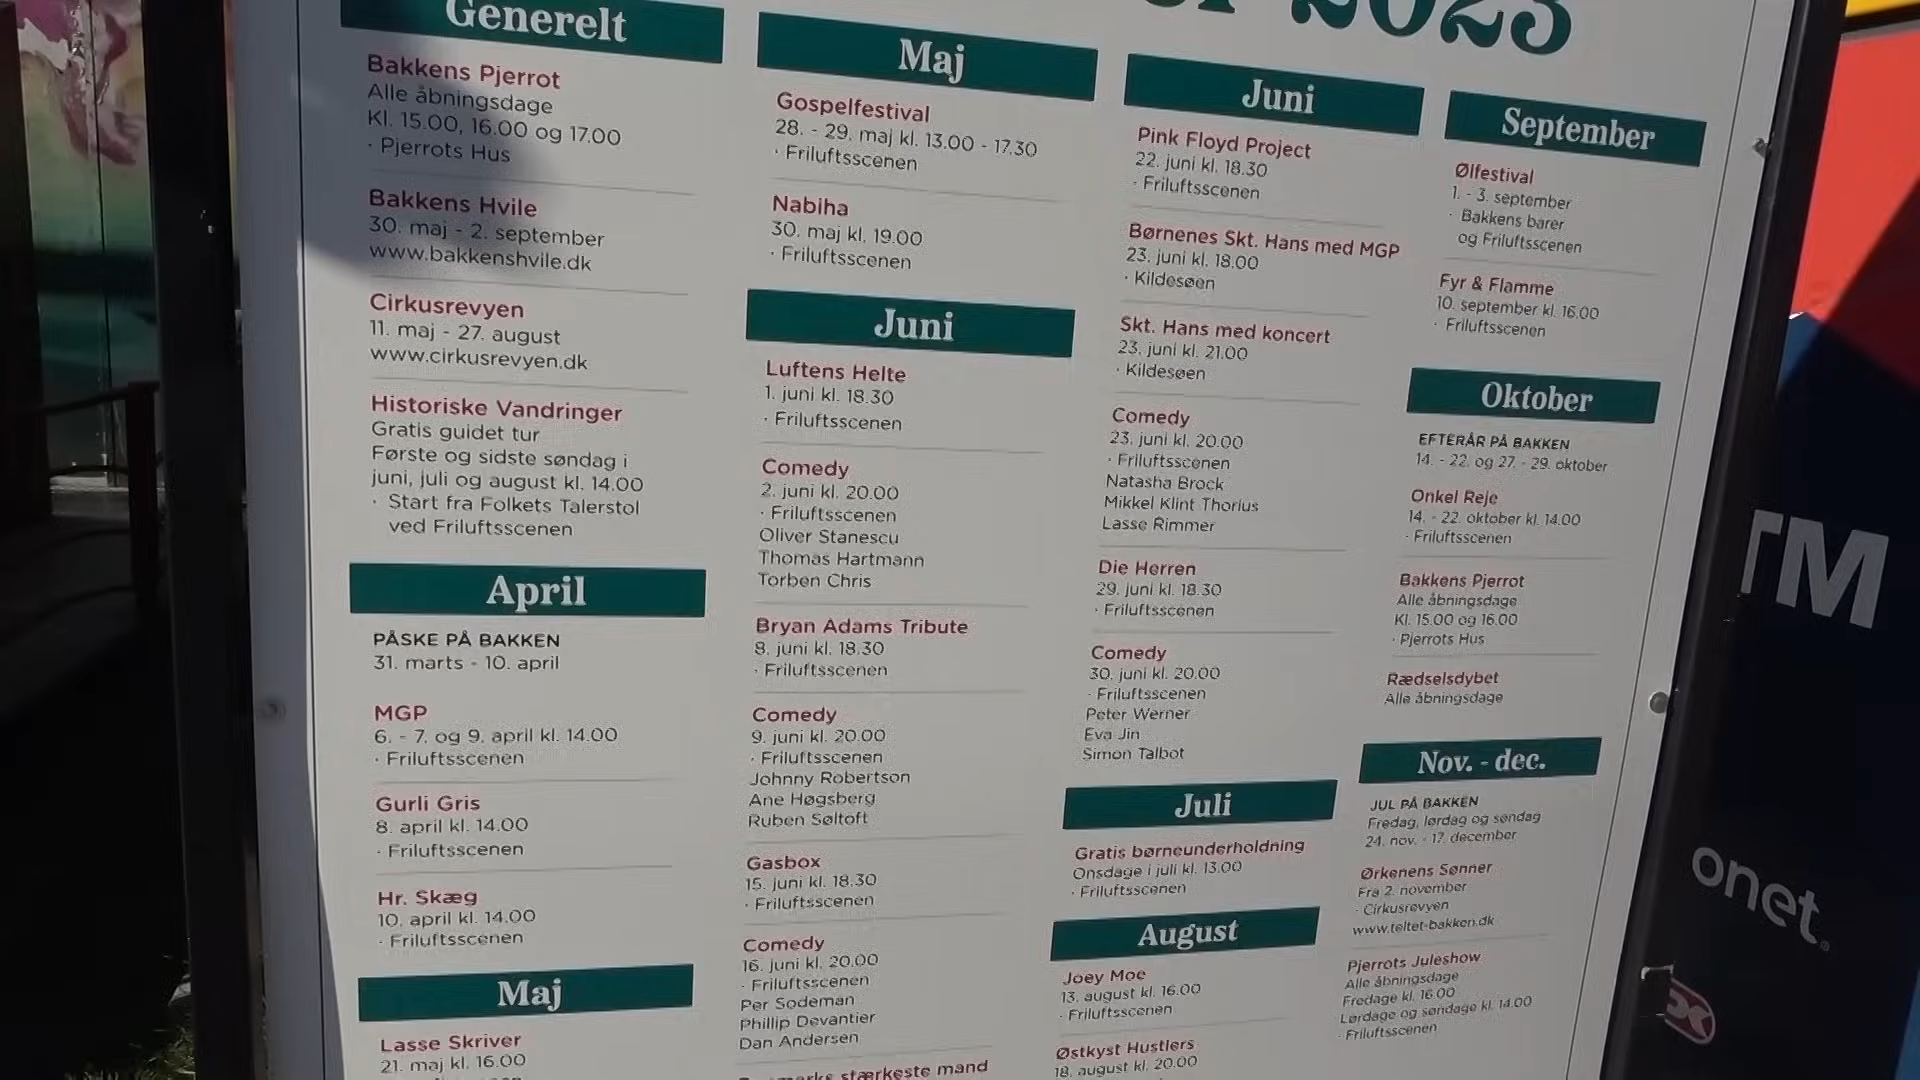 2023
Generelt
Bakkens Pjerrot
Alle åbningsdage
Kl. 15.00, 16.00 og 17.00
· Pjerrots Hus
Bakkens Hvile
30. maj - 2. september
www.bakkenshvile.dk
Cirkusrevyen
11. maj - 27. august
www.cirkusrevyen.dk
Historiske Vandringer
Gratis guidet tur
Første og sidste søndag i
juni, juli og august kl. 14.00
· Start fra Folkets Talerstol
ved Friluftsscenen
April
PÅSKE PÅ BAKKEN
31. marts - 10. april
MGP
6. - 7. og 9. april kl. 14.00
· Friluftsscenen
Gurli Gris
8. april kl. 14.00
· Friluftsscenen
Hr. Skæg
10. april kl. 14.00
· Friluftsscenen
Maj
Lasse Skriver
21. maj kl. 16.00
Maj
Gospelfestival
28. - 29. maj kl. 13.00 - 17.30
· Friluftsscenen
Nabiha
30. maj kl. 19.00
· Friluftsscenen
Juni
Luftens Helte
1. juni kl. 18.30
· Friluftsscenen
Comedy
2. juni kl. 20.00
· Friluftsscenen
Oliver Stanescu
Thomas Hartmann
Torben Chris
Bryan Adams Tribute
8. juni kl. 18.30
· Friluftsscenen
Comedy
9. juni kl. 20.00
· Friluftsscenen
Johnny Robertson
Ane Høgsberg
Ruben Søltoft
Gasbox
15. juni kl. 18.30
· Friluftsscenen
Comedy
16. juni kl. 20.00
· Friluftsscenen
Per Sodeman
Phillip Devantier
Dan Andersen
stærkeste mand
Juni
Pink Floyd Project
22. juni kl. 18.30
· Friluftsscenen
Børnenes Skt. Hans med MGP
23. juni kl. 18.00
· Kildesøen
Skt. Hans med koncert
23. juni kl. 21.00
· Kildesøen
Comedy
23. juni kl. 20.00
· Friluftsscenen
Natasha Brock
Mikkel Klint Thorius
Lasse Rimmer
Die Herren
29. juni kl. 18.30
· Friluftsscenen
Comedy
30. juni kl. 20.00
· Friluftsscenen
Peter Werner
Eva Jin
Simon Talbot
Juli
Gratis børneunderholdning
Onsdage i juli kl. 13.00
· Friluftsscenen
August
Joey Moe
13. august kl. 16.00
· Friluftsscenen
Østkyst Hustlers
18. august kl. 20.00
September
Ølfestival
1. - 3. september
· Bakkens barer
og Friluftsscenen
Fyr & Flamme
10. september kl. 16.00
· Friluftsscenen
Oktober
EFTERÅR PÅ BAKKEN
14. - 22. og 27. - 29. oktober
Onkel Reje
14. - 22. oktober kl. 14.00
· Friluftsscenen
Bakkens Pjerrot
Alle åbningsdage
Kl. 15.00 og 16.00
· Pjerrots Hus
Rædselsdybet
Alle åbningsdage
Nov. - dec.
JUL PÅ BAKKEN
Fredag, lørdag og søndag
24. nov. - 17. december
Ørkenens Sønner
Fra 2. november
· Cirkusrevyen
www.teltet-bakken.dk
Pjerrots Juleshow
Alle åbningsdage
Fredage kl. 16.00
Lørdage og søndage kl. 14.00
· Friluftsscenen
TM
onet